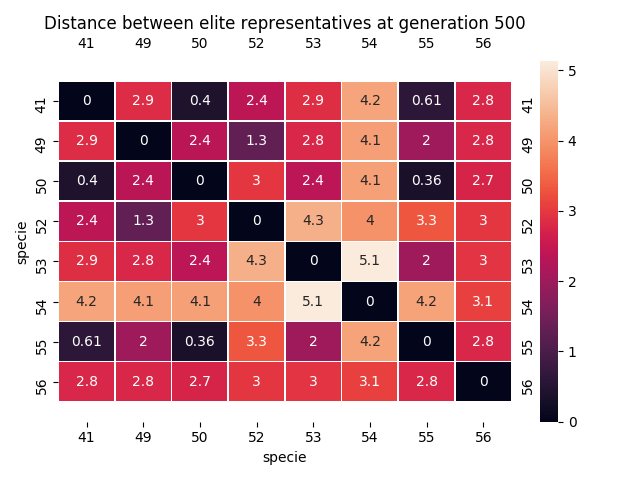 Distance between elite representatives at generation 500
41 49 50 52 53 54 55 56
41 0 2.9 0.4 2.4 2.9 4.2 0.61 2.8 41
49 2.9 0 2.4 1.3 2.8 4.1 2 2.8 49
50 0.4 2.4 0 3 2.4 4.1 0.36 2.7 50
52 2.4 1.3 3 0 4.3 4 3.3 3 52
53 2.9 2.8 2.4 4.3 0 5.1 2 3 53
54 4.2 4.1 4.1 4 5.1 0 4.2 3.1 54
55 0.61 2 0.36 3.3 2 4.2 0 2.8 55
56 2.8 2.8 2.7 3 3 3.1 2.8 0 56
41 49 50 52 53 54 55 56
specie
specie
5
4
3
2
1
0